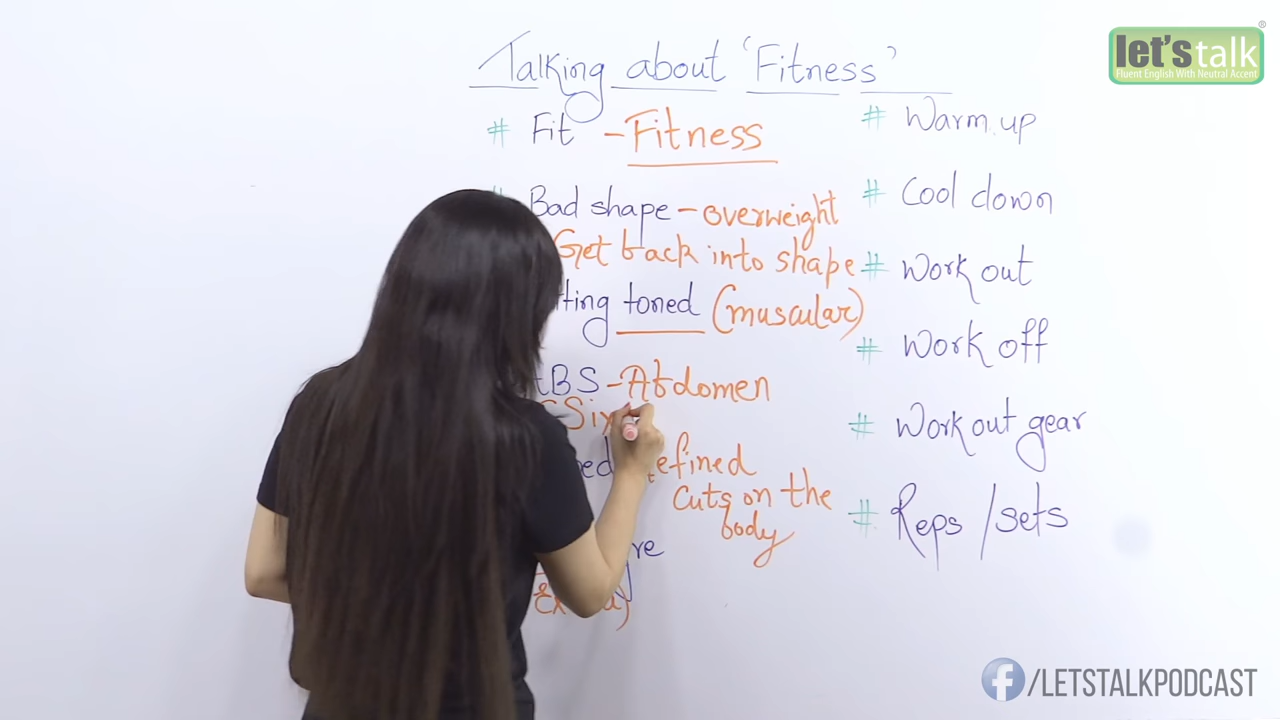 Talking about 'Fitness'
# Fit - Fitness
Bad shape - overweight
Get back into shape
toned (muscular)
BS - Abdomen
Six
efined
Cuts on the
body
# Warm up
# Cool down
# Work out
# Work off
# Work out gear
# Reps / sets
let's talk
Fluent English With Neutral Accent
f/LETSTALKPODCAST